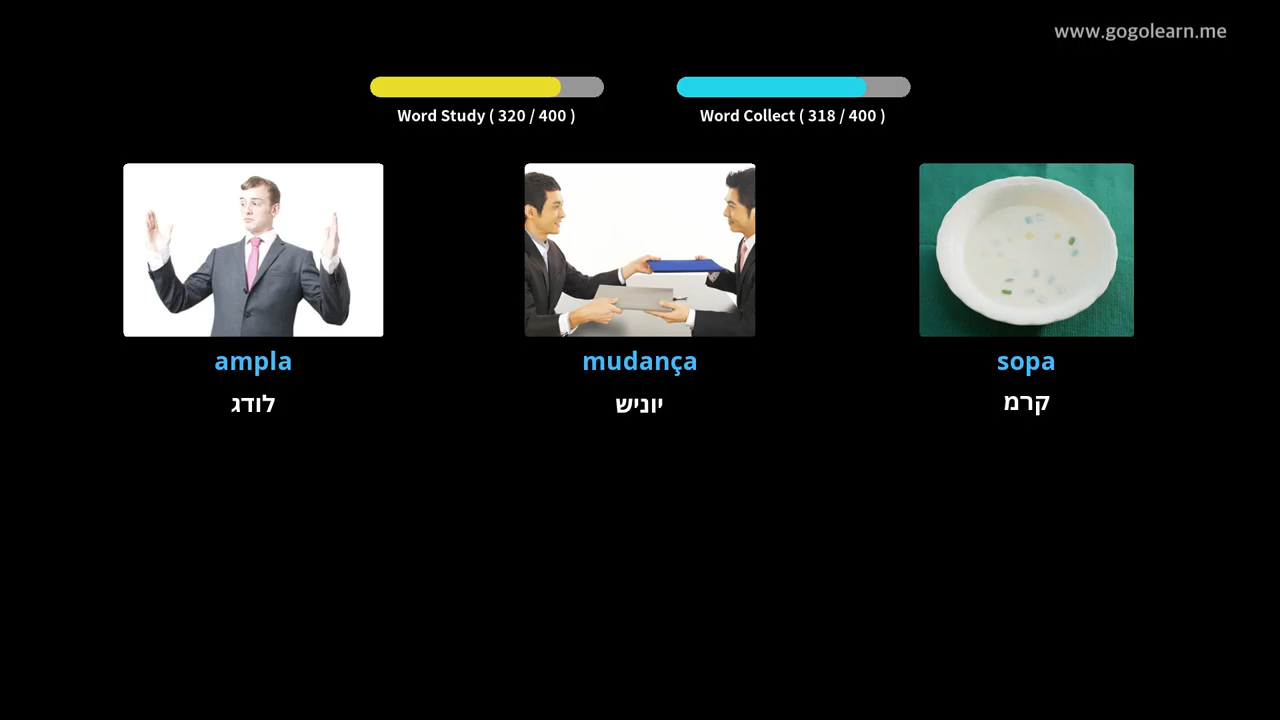 www.gogolearn.me
Word Study ( 320 / 400 )
Word Collect ( 318 / 400 )
ampla
mudança
sopa
לודג
יוניש
קרמ